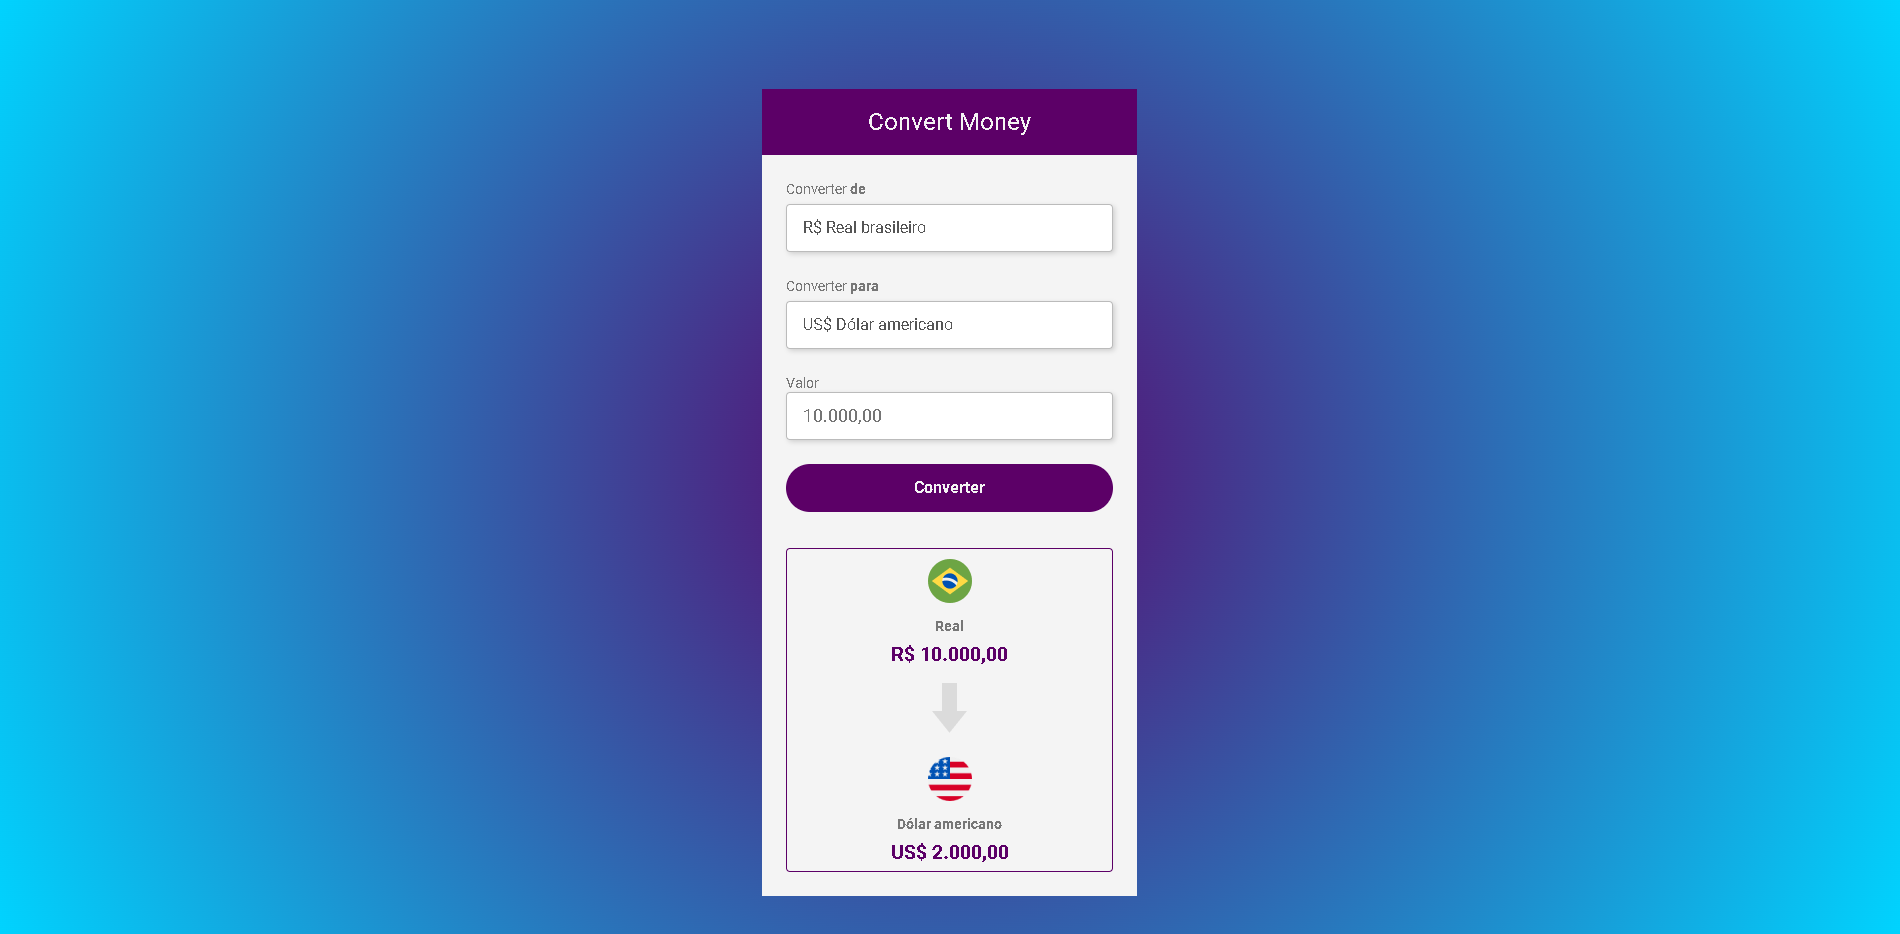 Convert Money
Converter de
R$ Real brasileiro
Converter para
US$ Dólar americano
Valor
10.000,00
Converter
Real
R$ 10.000,00
Dólar americano
US$ 2.000,00